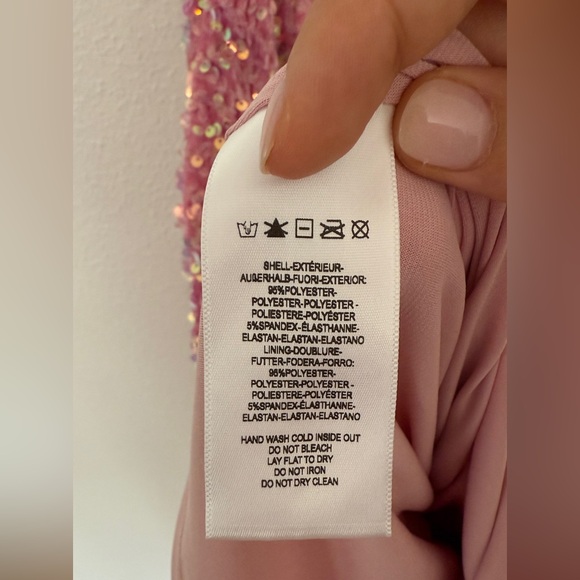 SHELL-EXTÉRIEUR-
AUßERHALB-FUORI-EXTERIOR:
95%POLYESTER-
POLYESTER-POLYESTER-
POLIESTERE-POLYÉSTER
5%SPANDEX-ÉLASTHANNE-
ELASTAN-ELASTAN-ELASTANO
LINING-DOUBLURE-
FUTTER-FODERA-FORRO:
95%POLYESTER-
POLYESTER-POLYESTER-
POLIESTERE-POLYÉSTER
5%SPANDEX-ÉLASTHANNE-
ELASTAN-ELASTAN-ELASTANO
HAND WASH COLD INSIDE OUT
DO NOT BLEACH
LAY FLAT TO DRY
DO NOT IRON
DO NOT DRY CLEAN